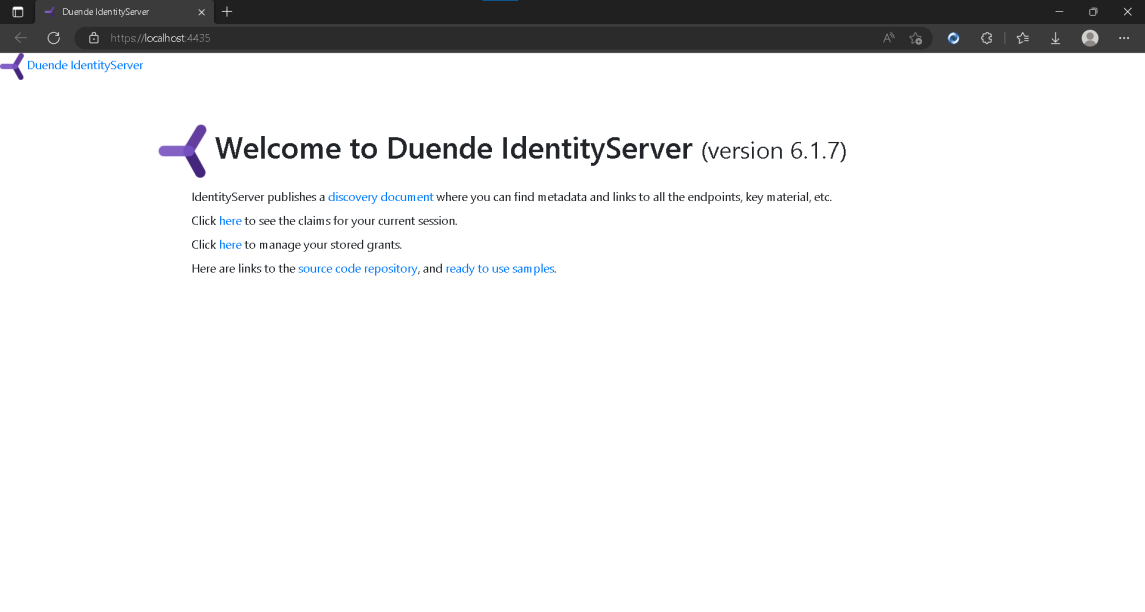 Duende IdentityServer
https://localhost:4435
Duende IdentityServer
Welcome to Duende IdentityServer (version 6.1.7)
IdentityServer publishes a discovery document where you can find metadata and links to all the endpoints, key material, etc.
Click here to see the claims for your current session.
Click here to manage your stored grants.
Here are links to the source code repository, and ready to use samples.